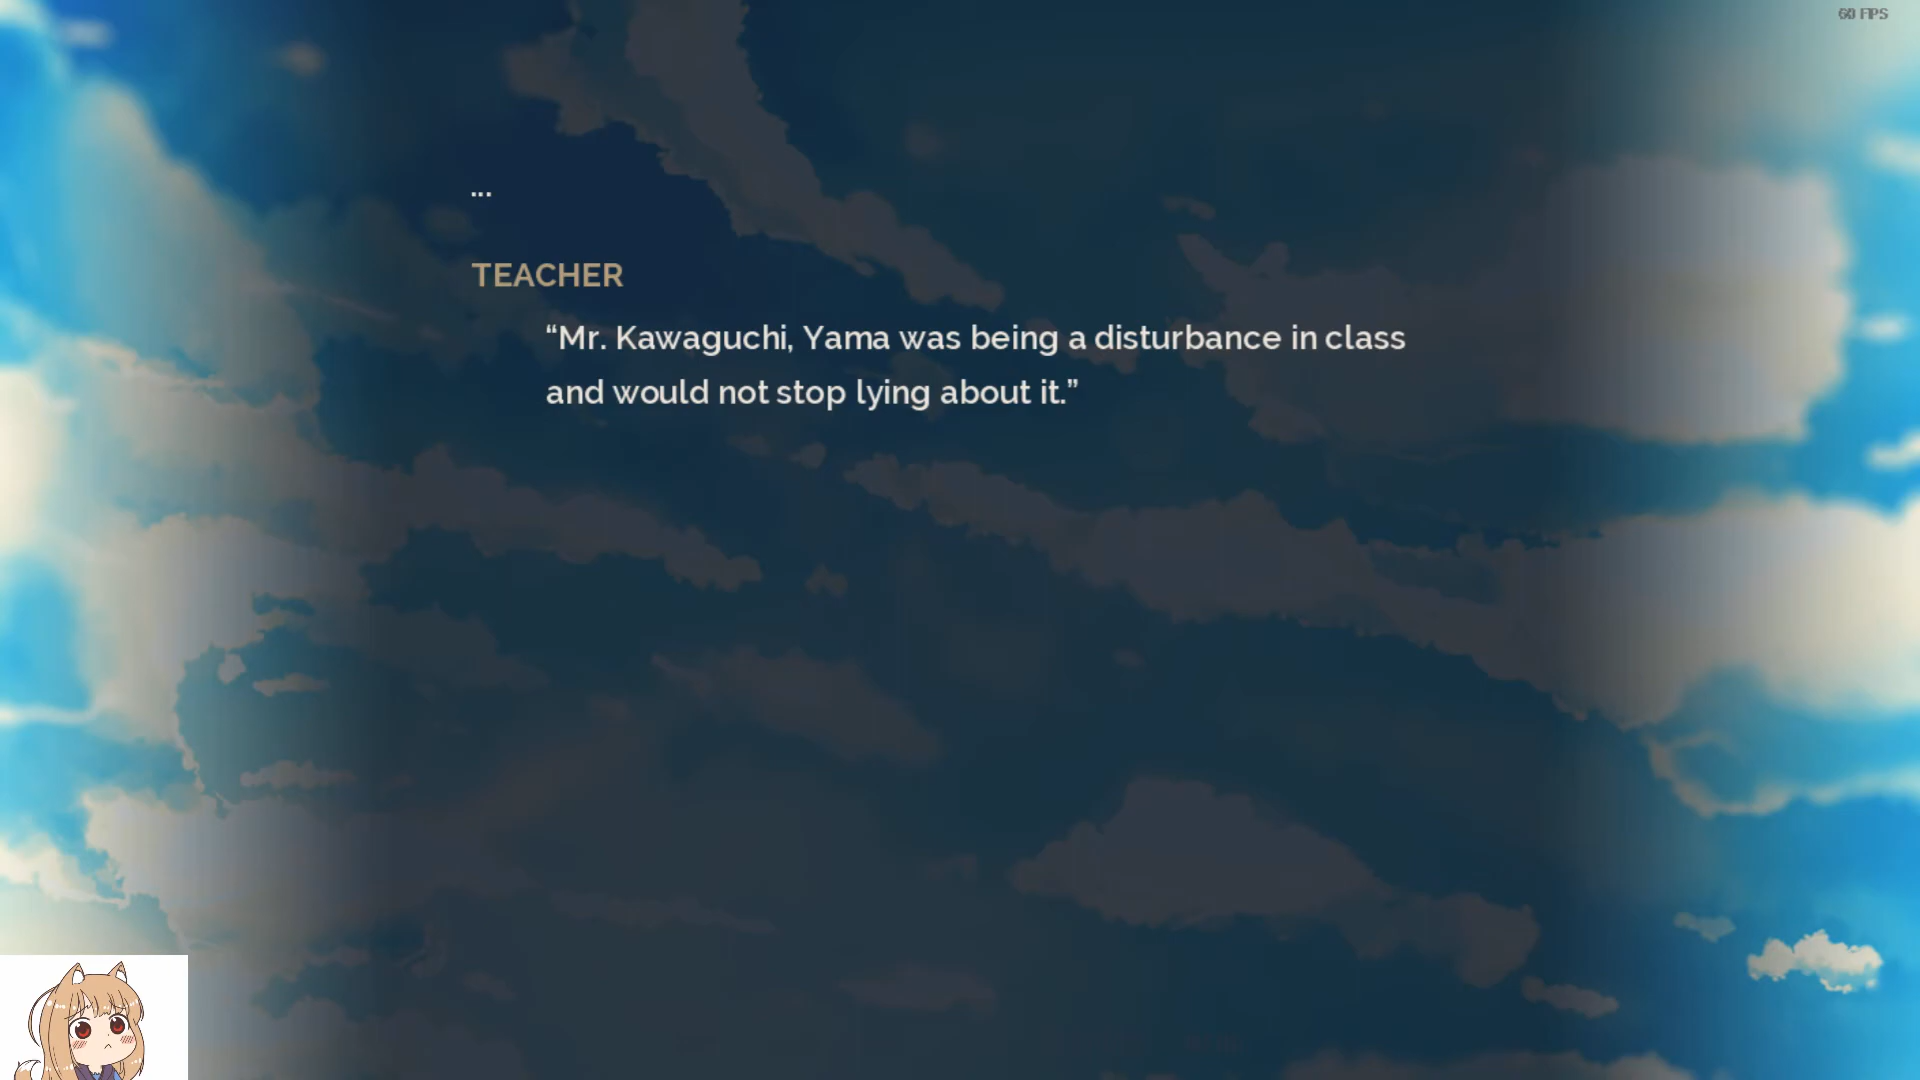 60 FPS
...
TEACHER
“Mr. Kawaguchi, Yama was being a disturbance in class
and would not stop lying about it.”